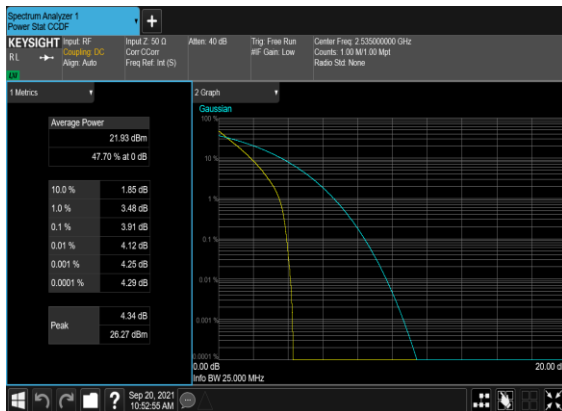 Spectrum Analyzer 1
Power Stat CCDF
+
KEYSIGHT
RL
Input: RF
Coupling: DC
Align: Auto
Input Z: 50 Ω
Corr CCorr
Freq Ref: Int (S)
Atten: 40 dB
Trig: Free Run
#IF Gain: Low
Center Freq: 2.535000000 GHz
Counts: 1.00 M/1.00 Mpt
Radio Std: None
1 Metrics
Average Power
21.93 dBm
47.70 % at 0 dB
10.0 % 1.85 dB
1.0 % 3.48 dB
0.1 % 3.91 dB
0.01 % 4.12 dB
0.001 % 4.25 dB
0.0001 % 4.29 dB
Peak
4.34 dB
26.27 dBm
2 Graph
Gaussian
100 %
10 %
1 %
0.1 %
0.01 %
0.001 %
0.0001 %
0.00 dB
20.00 d
Info BW 25.000 MHz
?
Sep 20, 2021
10:52:55 AM